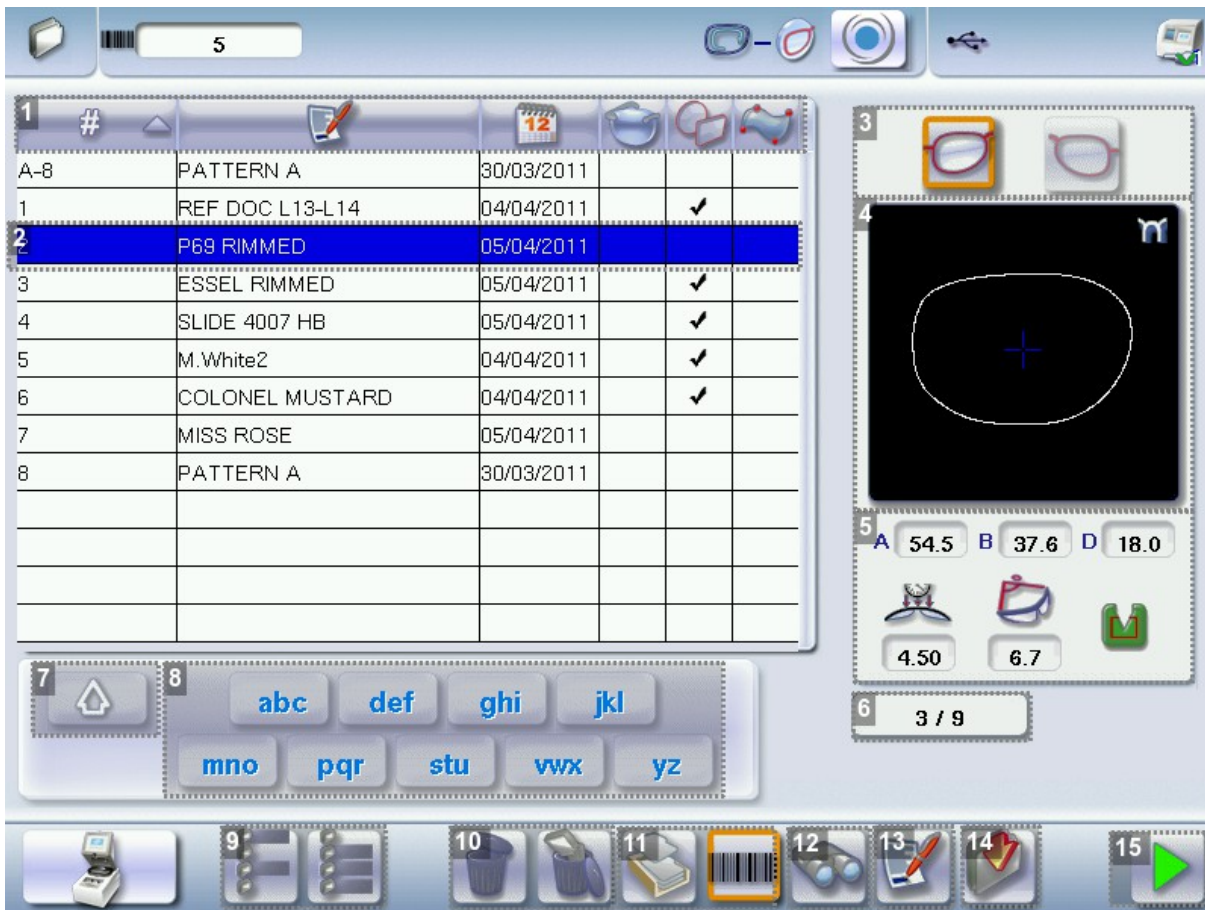 5
1 # 12
A-8 PATTERN A 30/03/2011
1 REF DOC L13-L14 04/04/2011
2 P69 RIMMED 05/04/2011
3 ESSEL RIMMED 05/04/2011
4 SLIDE 4007 HB 05/04/2011
5 M.White2 04/04/2011
6 COLONEL MUSTARD 04/04/2011
7 MISS ROSE 05/04/2011
8 PATTERN A 30/03/2011
3
4
5 A 54.5 B 37.6 D 18.0
4.50 6.7
6 3 / 9
7
8 abc def ghi jkl
mno pqr stu vwx yz
9 10 11 12 13 14 15